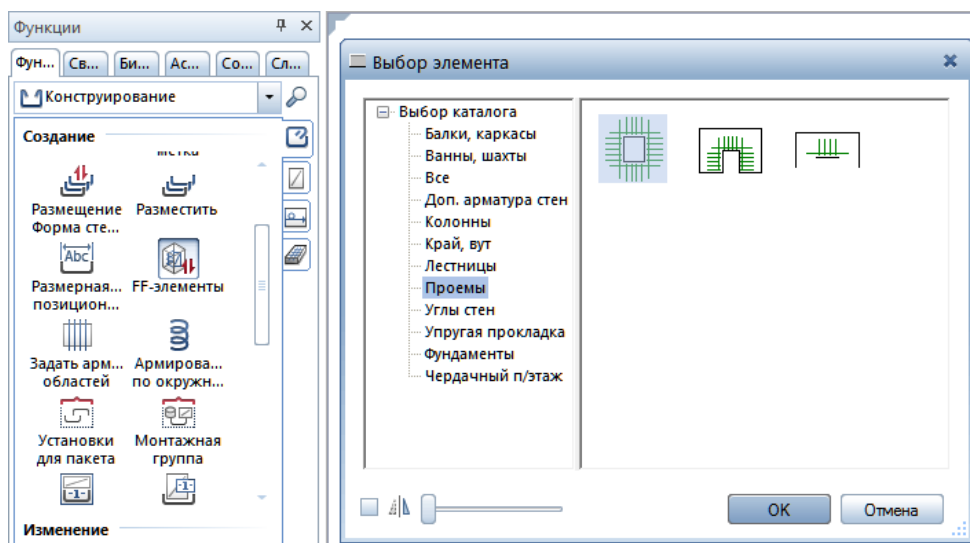 Функции
Фун...
Св...
Би...
Ас...
Со...
Сл...
Конструирование
Создание
Размещение
Форма сте...
Разместить
Abc
Размерная...
позицион...
FF-элементы
Задать арм...
областей
Армирова...
по окружн...
Установки
для пакета
Монтажная
группа
-1-
-1-
Изменение
Выбор элемента
Выбор каталога
Балки, каркасы
Ванны, шахты
Все
Доп. арматура стен
Колонны
Край, вут
Лестницы
Проемы
Углы стен
Упругая прокладка
Фундаменты
Чердачный п/этаж
OK
Отмена